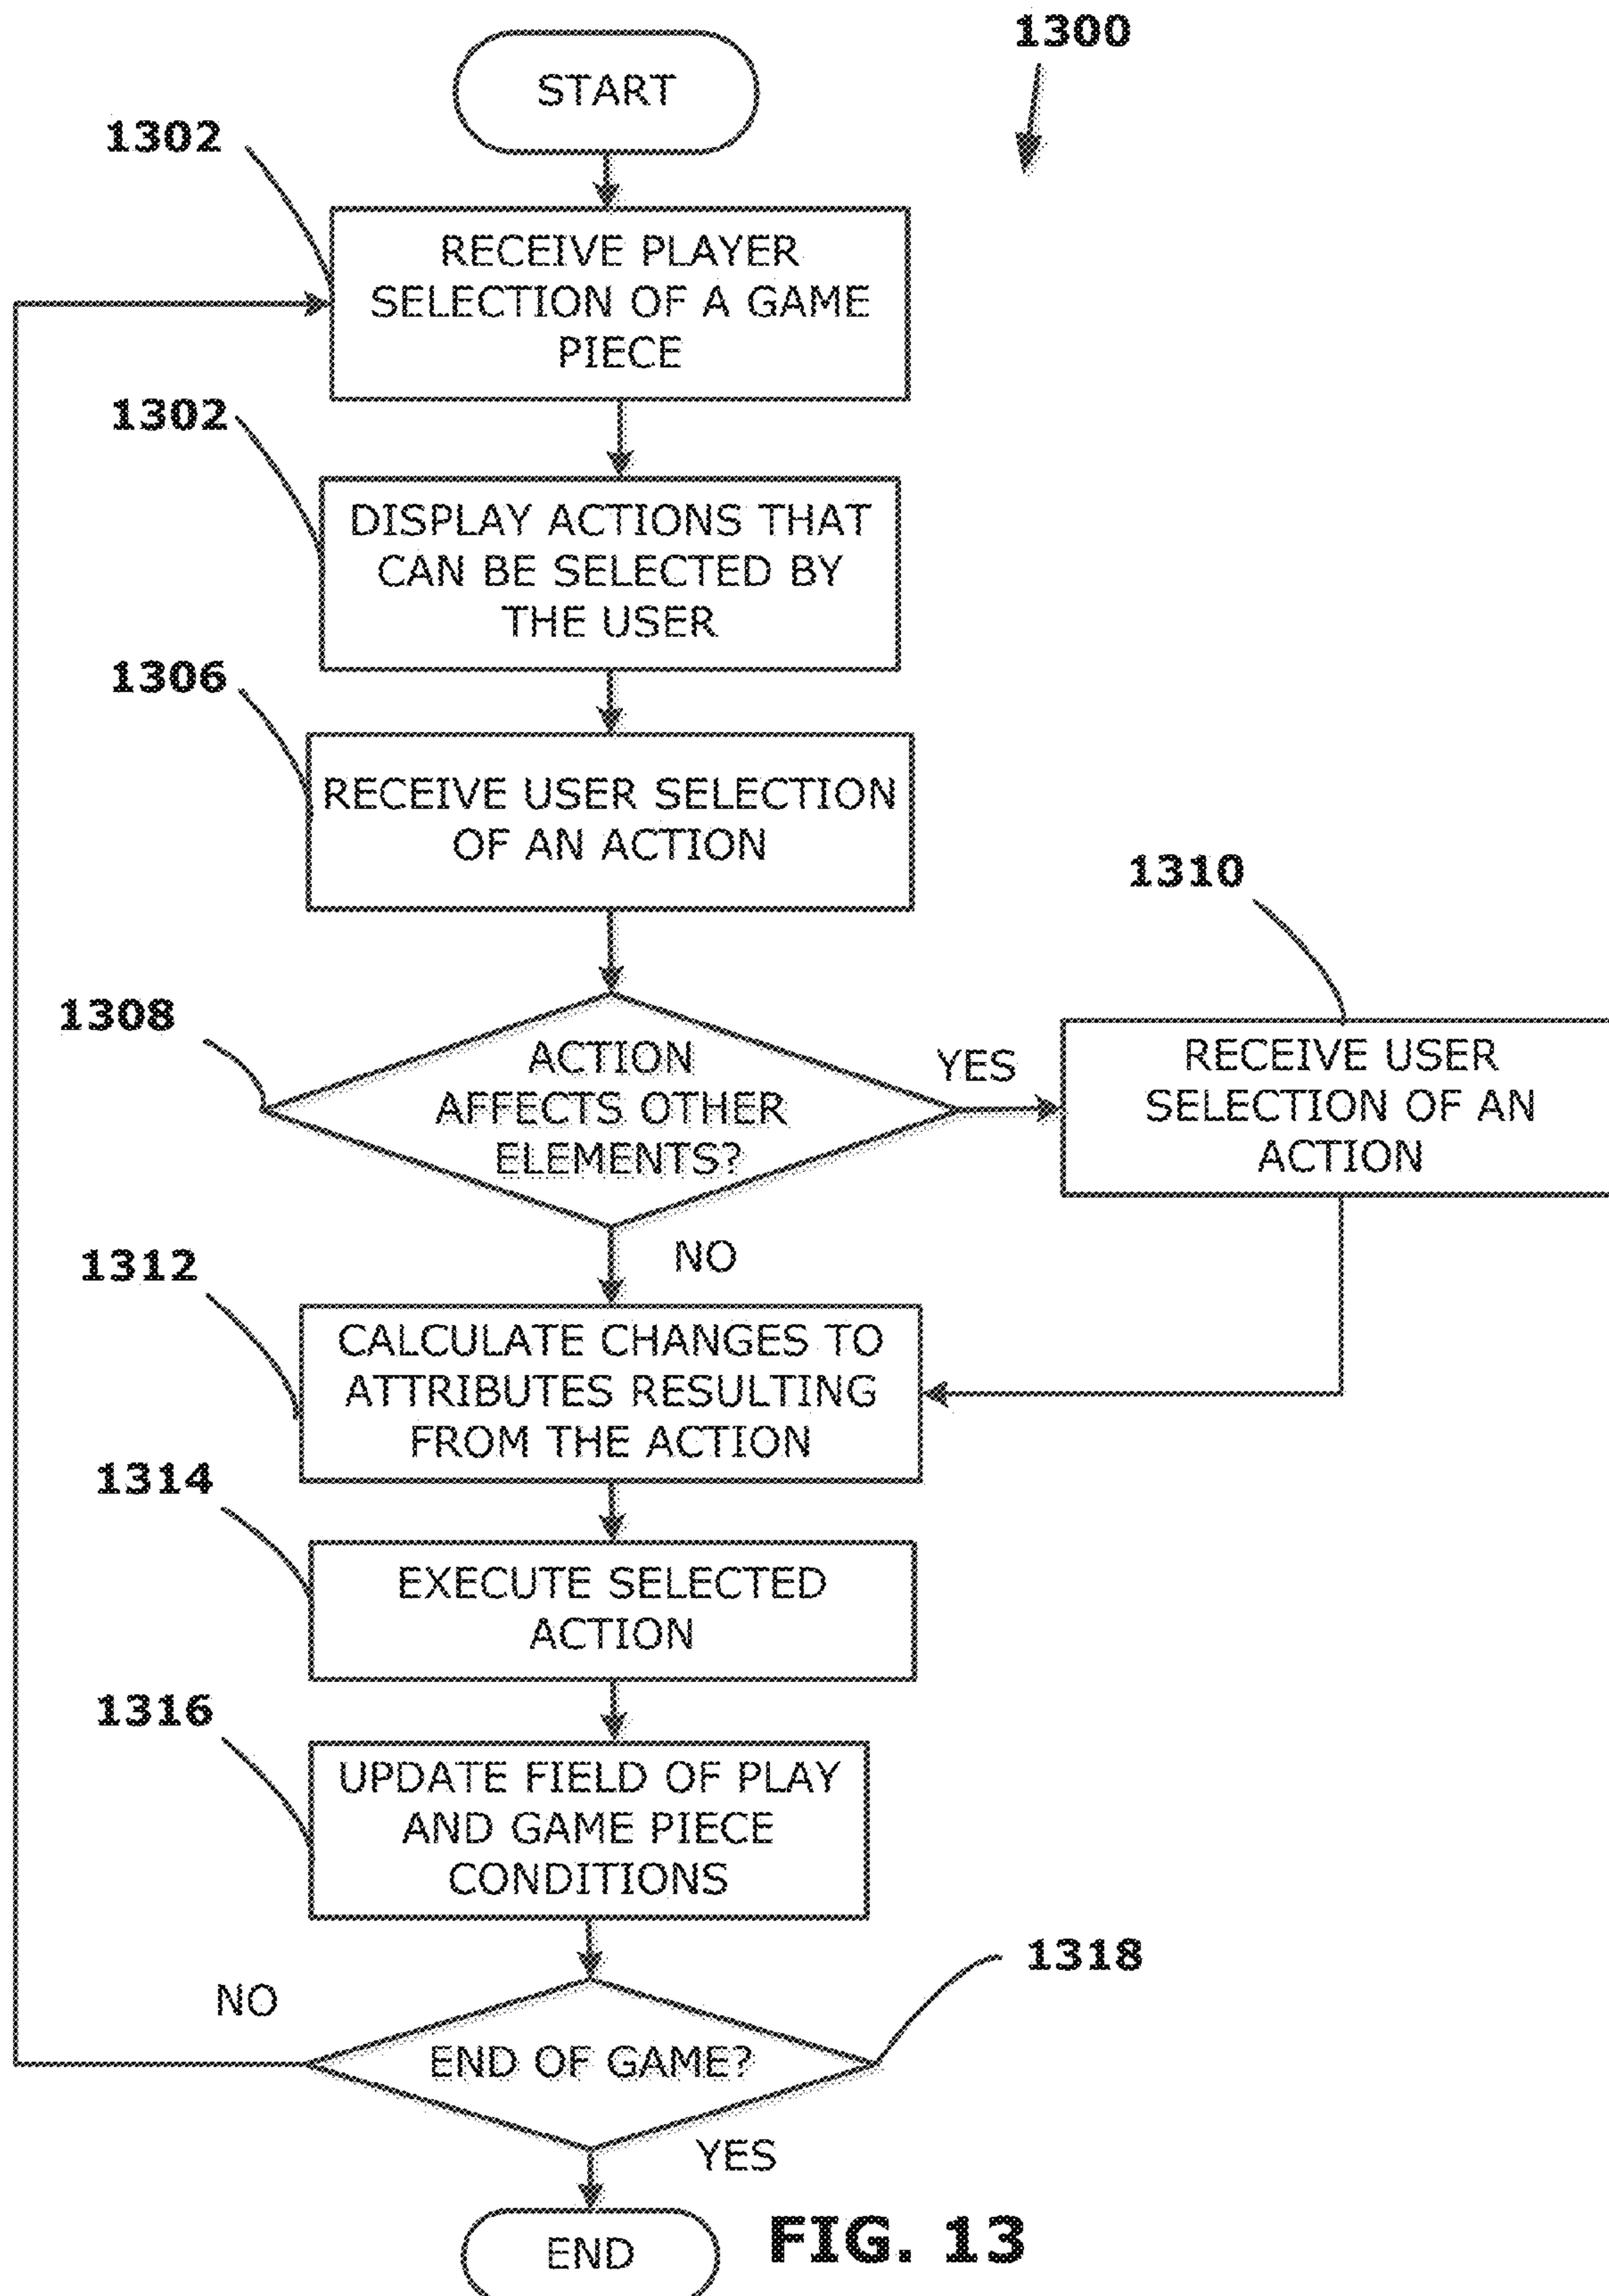 1300
START
1302
RECEIVE PLAYER
SELECTION OF A GAME
PIECE
1302
DISPLAY ACTIONS THAT
CAN BE SELECTED BY
THE USER
1306
RECEIVE USER SELECTION
OF AN ACTION
1310
1308
ACTION
AFFECTS OTHER
ELEMENTS?
YES
RECEIVE USER
SELECTION OF AN
ACTION
NO
1312
CALCULATE CHANGES TO
ATTRIBUTES RESULTING
FROM THE ACTION
1314
EXECUTE SELECTED
ACTION
1316
UPDATE FIELD OF PLAY
AND GAME PIECE
CONDITIONS
1318
NO
END OF GAME?
YES
END
FIG. 13